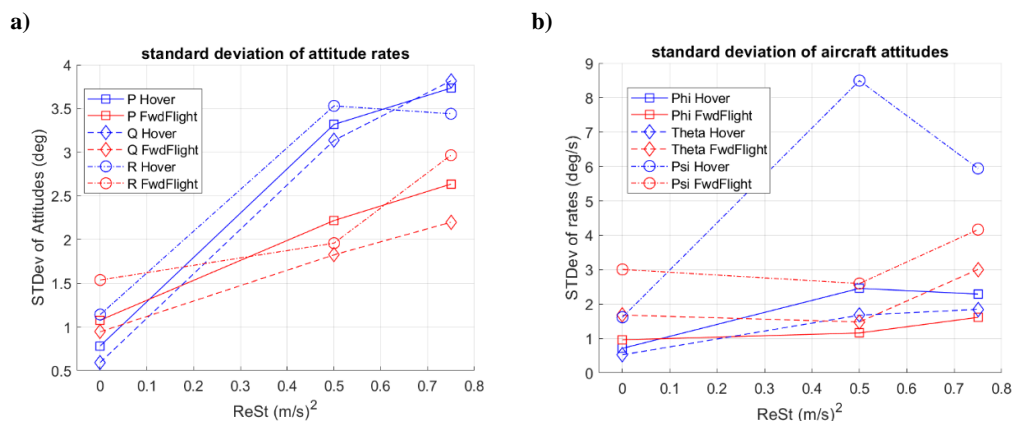 a)
standard deviation of attitude rates
STDev of Attitudes (deg)
4
3.5
3
2.5
2
1.5
1
0.5
P Hover
P FwdFlight
Q Hover
Q FwdFlight
R Hover
R FwdFlight
0 0.1 0.2 0.3 0.4 0.5 0.6 0.7 0.8
ReSt (m/s)²
b)
standard deviation of aircraft attitudes
STDev of rates (deg/s)
9
8
7
6
5
4
3
2
1
0
Phi Hover
Phi FwdFlight
Theta Hover
Theta FwdFlight
Psi Hover
Psi FwdFlight
0 0.1 0.2 0.3 0.4 0.5 0.6 0.7 0.8
ReSt (m/s)²